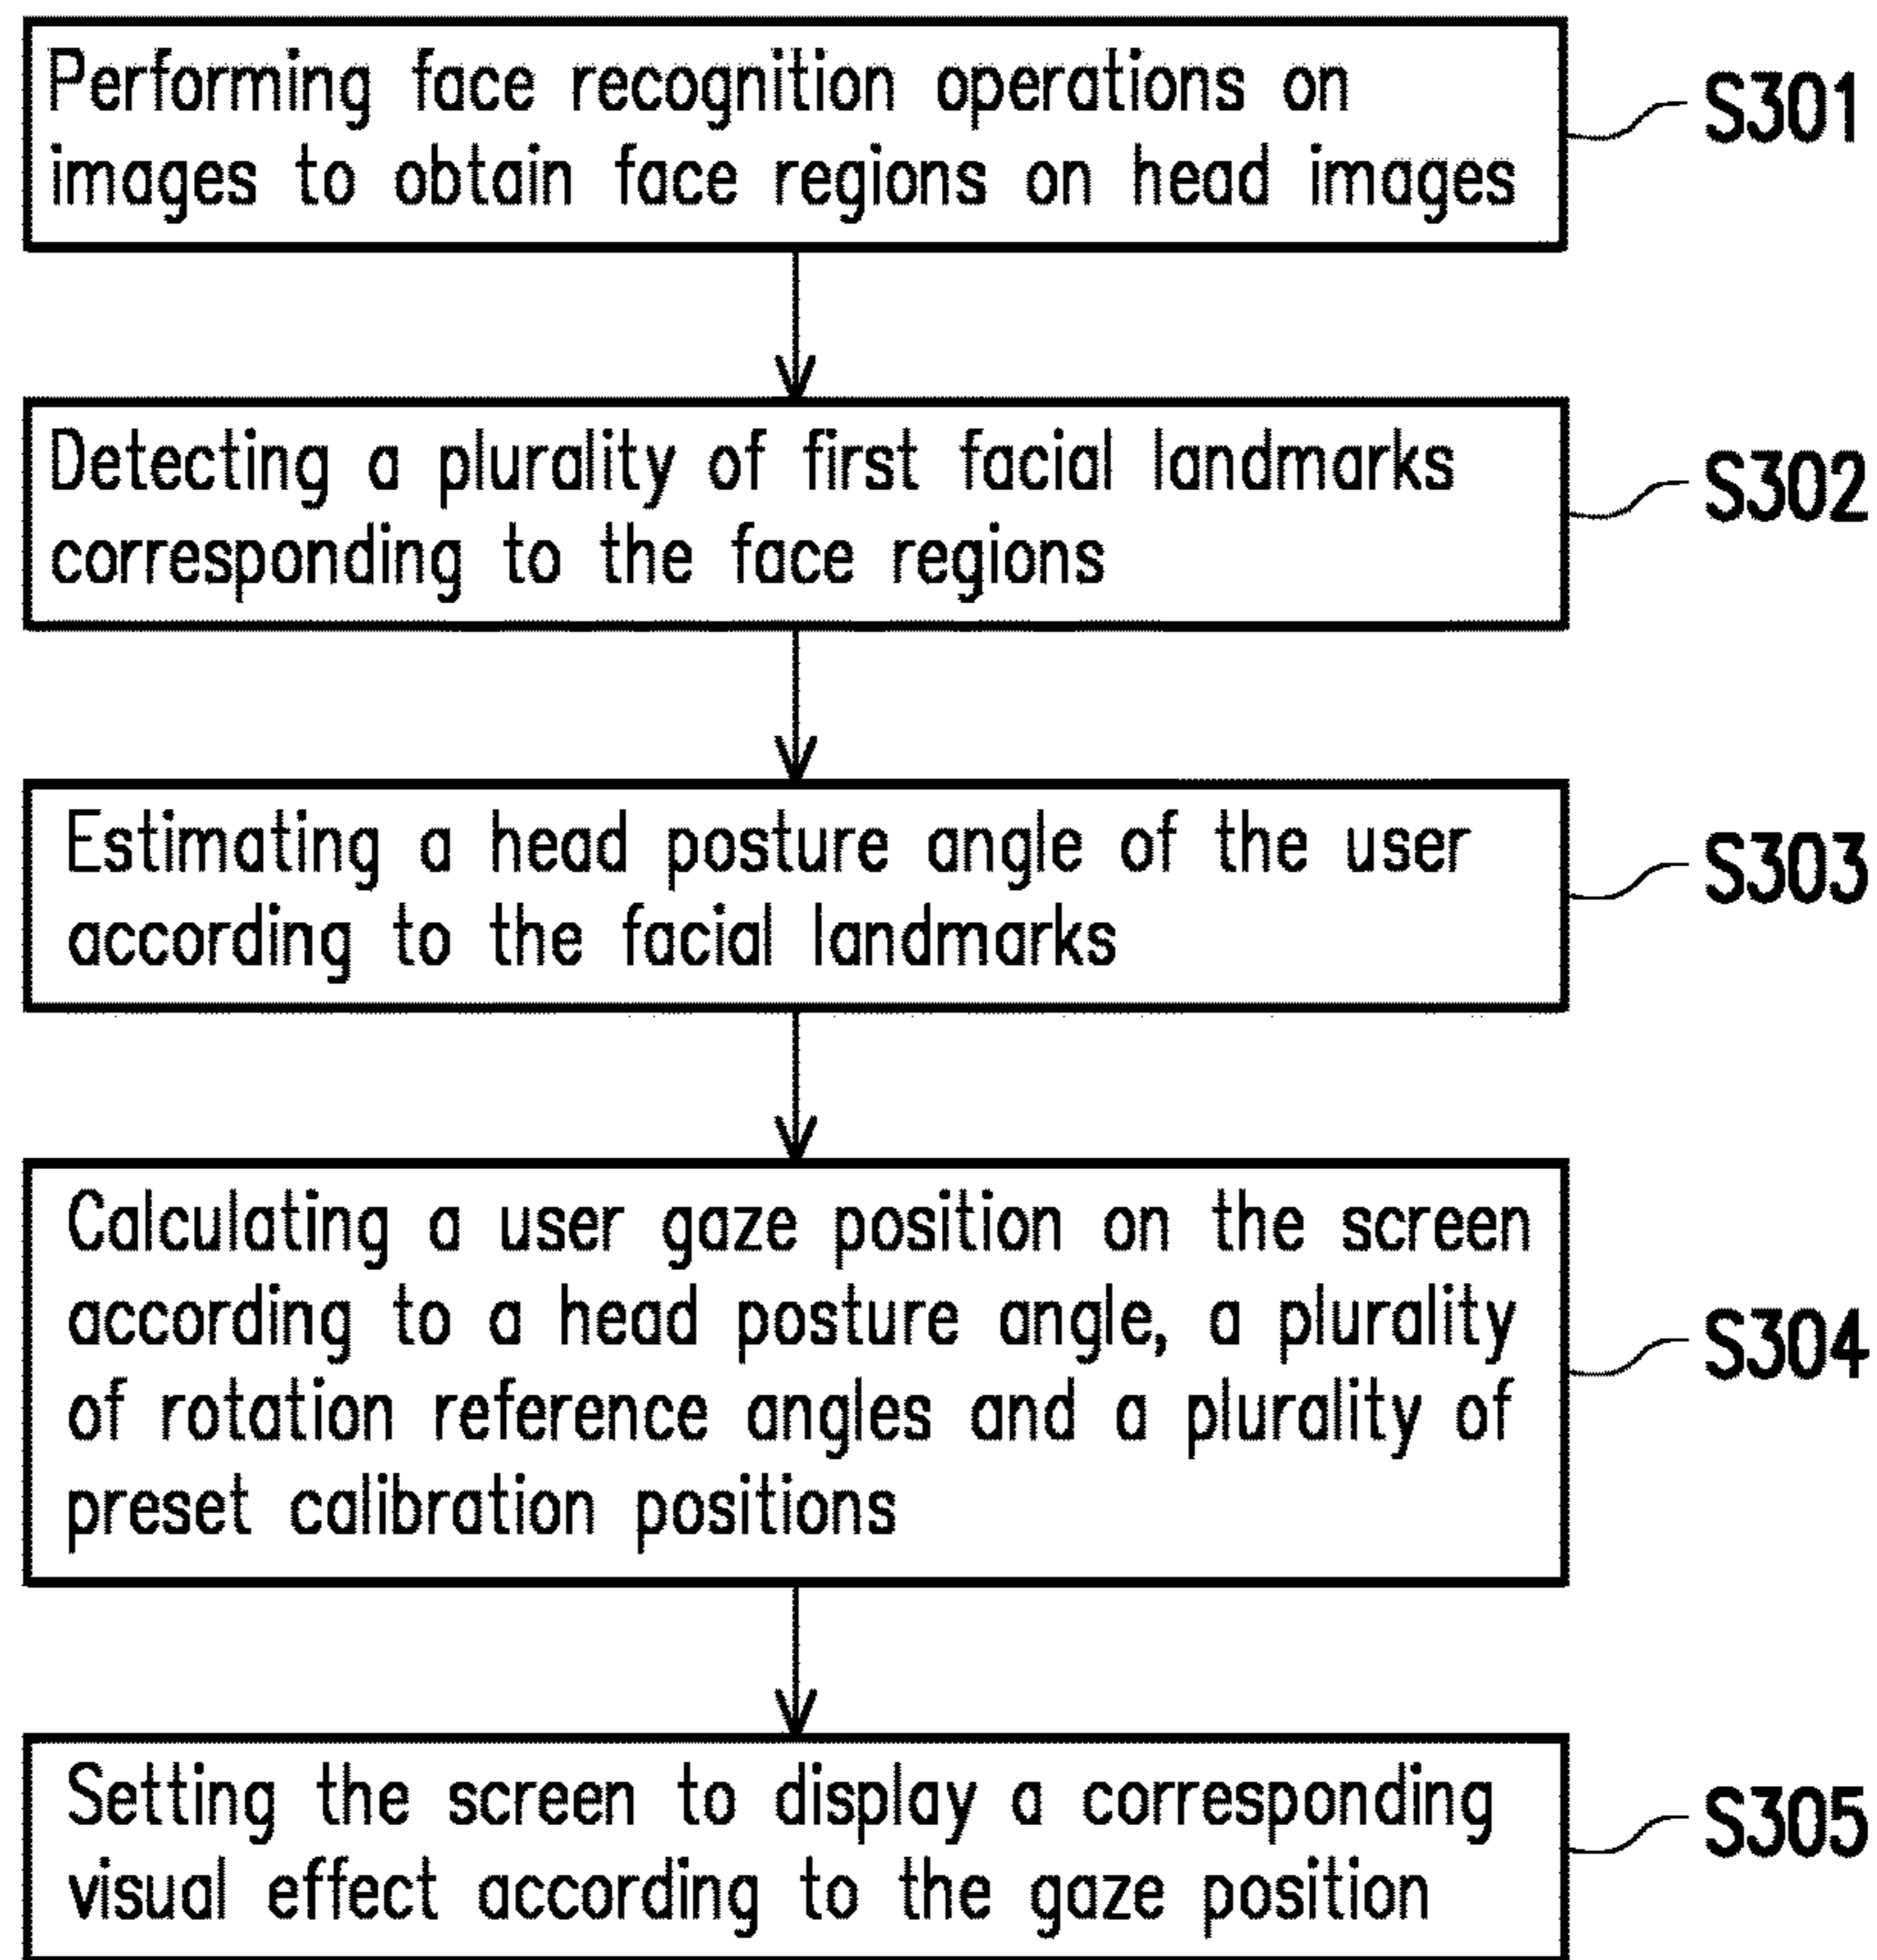 Performing face recognition operations on
images to obtain face regions on head images
S301
Detecting a plurality of first facial landmarks
corresponding to the face regions
S302
Estimating a head posture angle of the user
according to the facial landmarks
S303
Calculating a user gaze position on the screen
according to a head posture angle, a plurality
of rotation reference angles and a plurality of
preset calibration positions
S304
Setting the screen to display a corresponding
visual effect according to the gaze position
S305